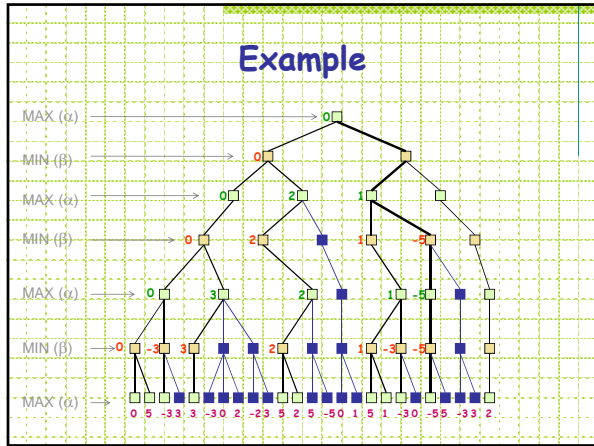 Example
MAX (α) 0
MIN (β) 0
MAX (α) 0 2 1
MIN (β) 0 2 1 -5
MAX (α) 0 3 2 1 -5
MIN (β) 0 -3 3 2 1 -3 -5
MAX (α)
0 5 -3 3 3 -3 0 2 -2 3 5 2 5 -5 0 1 5 1 -3 0 -5 5 -3 3 2